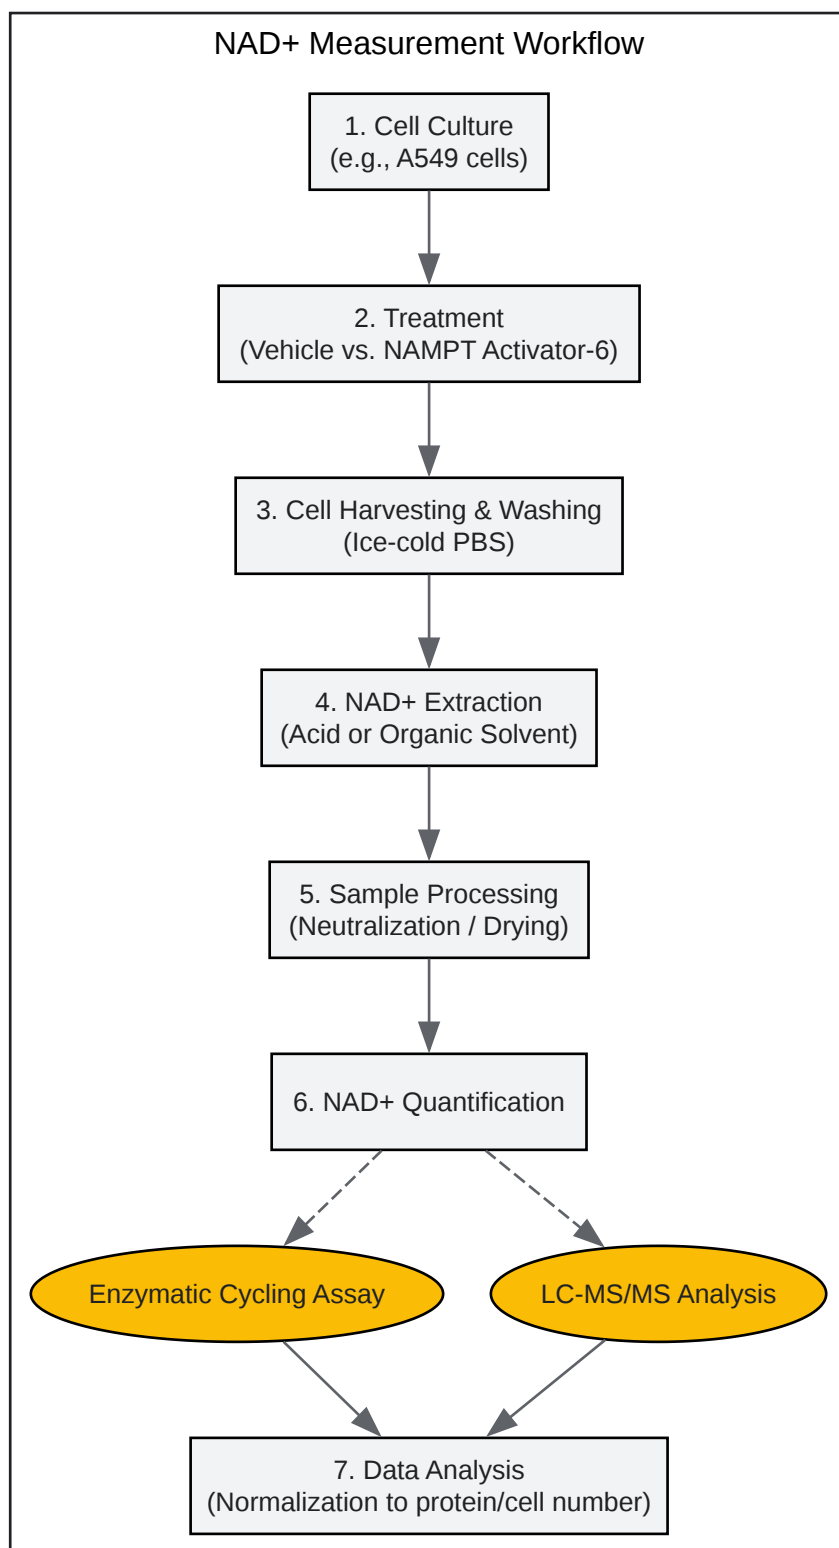 NAD+ Measurement Workflow
1. Cell Culture
(e.g., A549 cells)
2. Treatment
(Vehicle vs. NAMPT Activator-6)
3. Cell Harvesting & Washing
(Ice-cold PBS)
4. NAD+ Extraction
(Acid or Organic Solvent)
5. Sample Processing
(Neutralization / Drying)
6. NAD+ Quantification
Enzymatic Cycling Assay
LC-MS/MS Analysis
7. Data Analysis
(Normalization to protein/cell number)